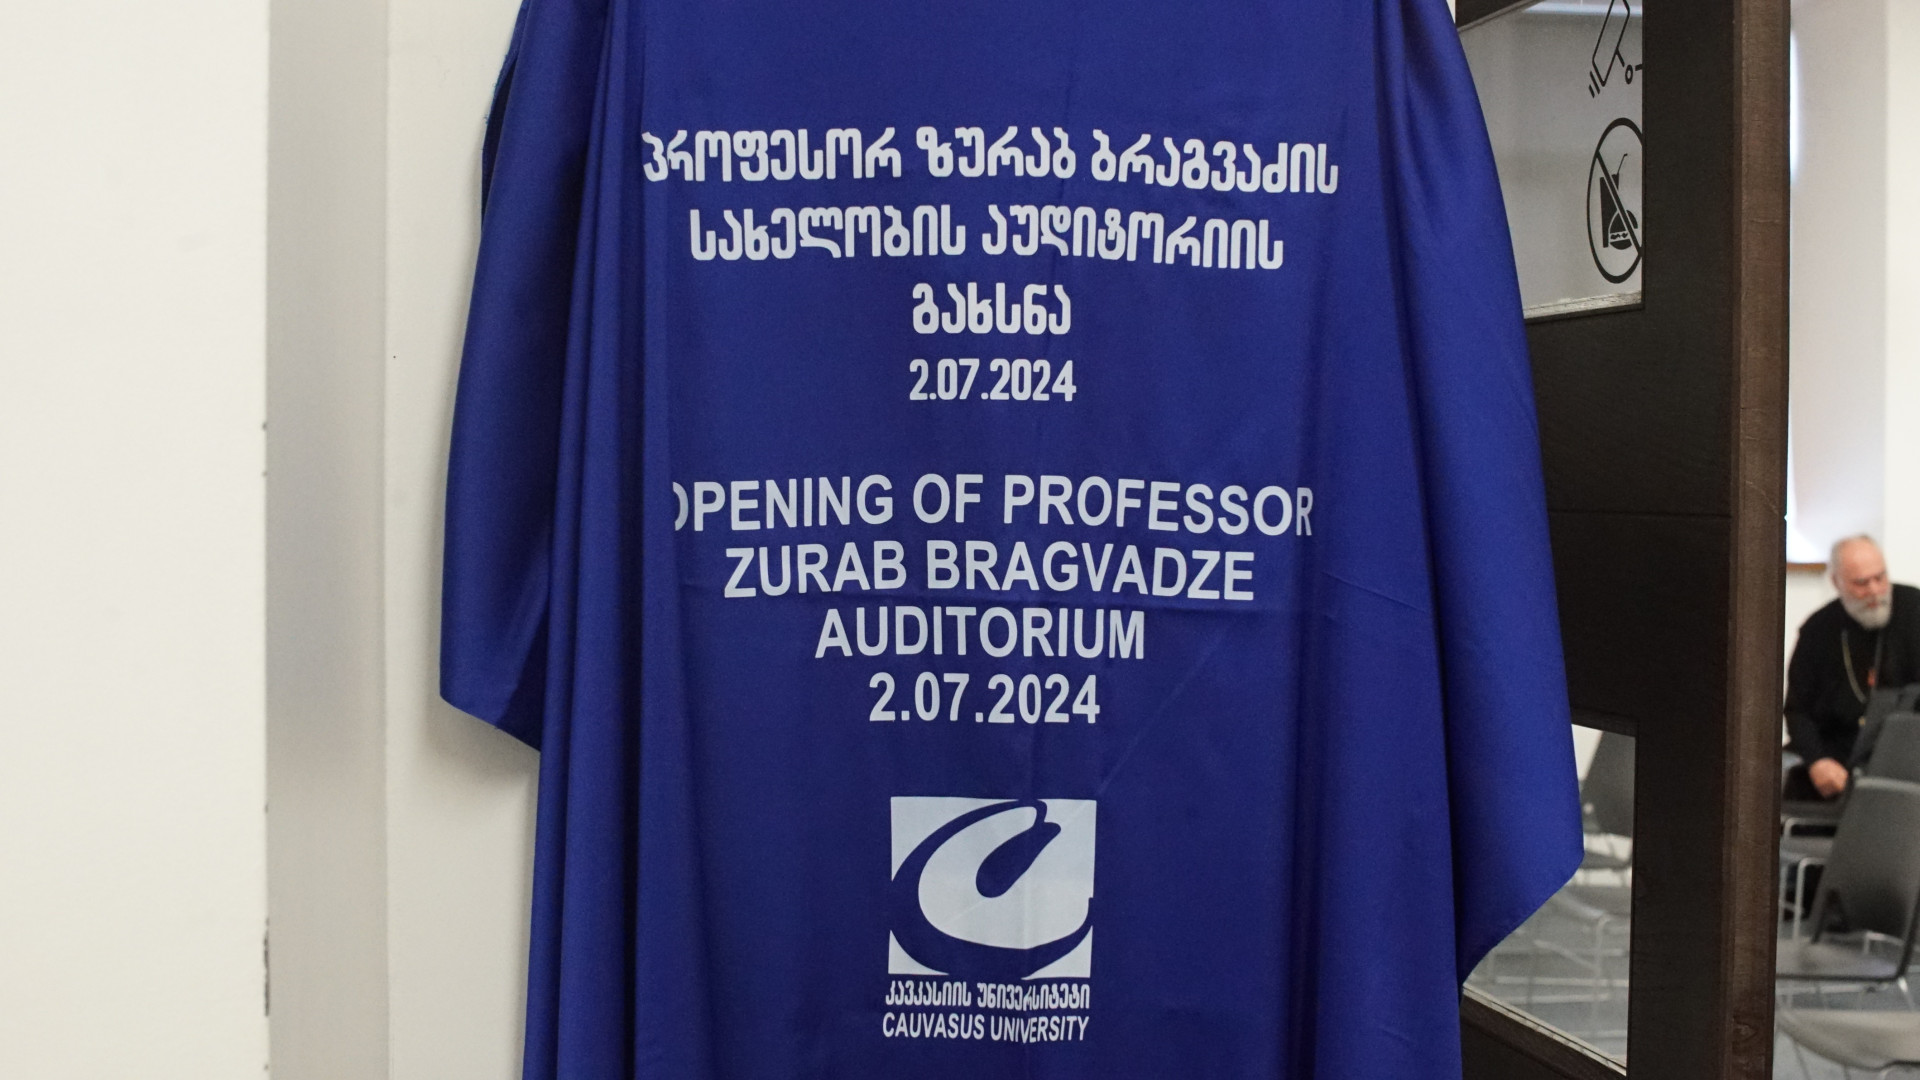 პროფესორ ზურაბ ბრაგვაძის
სახელობის აუდიტორიის
გახსნა
2.07.2024
OPENING OF PROFESSOR
ZURAB BRAGVADZE
AUDITORIUM
2.07.2024
კავკასიის უნივერსიტეტი
CAUVASUS UNIVERSITY